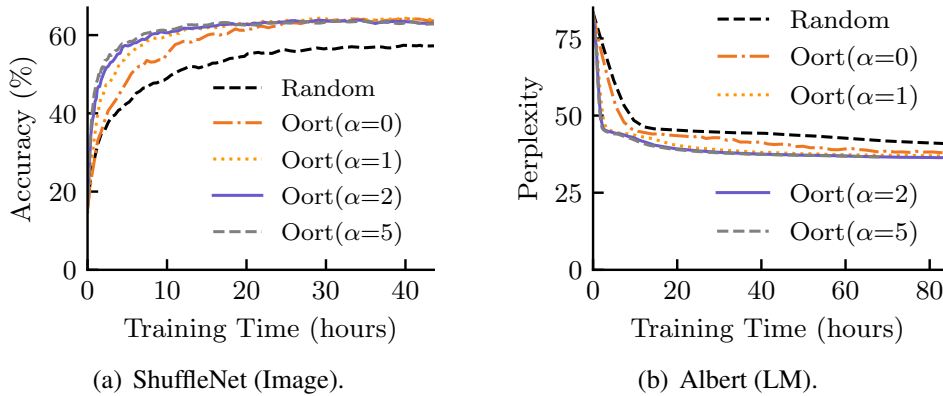 60
40
20
0
Accuracy (%)
Random
Oort(α=0)
Oort(α=1)
Oort(α=2)
Oort(α=5)
0 10 20 30 40
Training Time (hours)
(a) ShuffleNet (Image).
75
50
25
0
Perplexity
Random
Oort(α=0)
Oort(α=1)
Oort(α=2)
Oort(α=5)
0 20 40 60 80
Training Time (hours)
(b) Albert (LM).